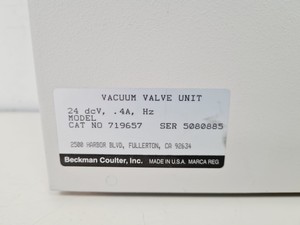 VACUUM VALVE UNIT
24 dcV, .4A, Hz
MODEL
CAT NO 719657 SER 5080885
2500 HARBOR BLVD, FULLERTON, CA 92634
Beckman Coulter, Inc. MADE IN U.S.A. MARCA REG